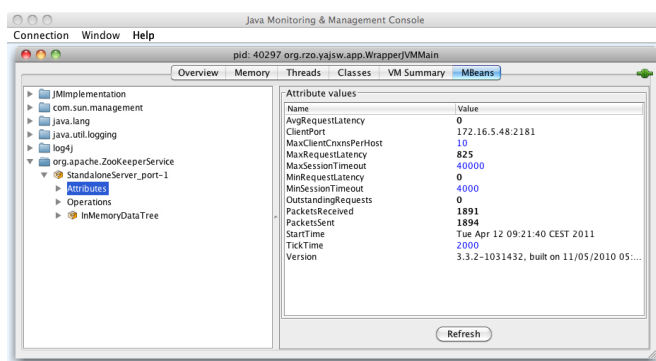 Java Monitoring & Management Console
Connection Window Help
pid: 40297 org.rzo.yajsw.app.WrapperJVMMain
Overview Memory Threads Classes VM Summary MBeans
JMImplementation
com.sun.management
java.lang
java.util.logging
log4j
org.apache.ZooKeeperService
StandaloneServer_port-1
Attributes
Operations
InMemoryDataTree
Attribute values
Name Value
AvgRequestLatency 0
ClientPort 172.16.5.48:2181
MaxClientCnxnsPerHost 10
MaxRequestLatency 825
MaxSessionTimeout 40000
MinRequestLatency 0
MinSessionTimeout 4000
OutstandingRequests 0
PacketsReceived 1891
PacketsSent 1894
StartTime Tue Apr 12 09:21:40 CEST 2011
TickTime 2000
Version 3.3.2-1031432, built on 11/05/2010 05:...
Refresh